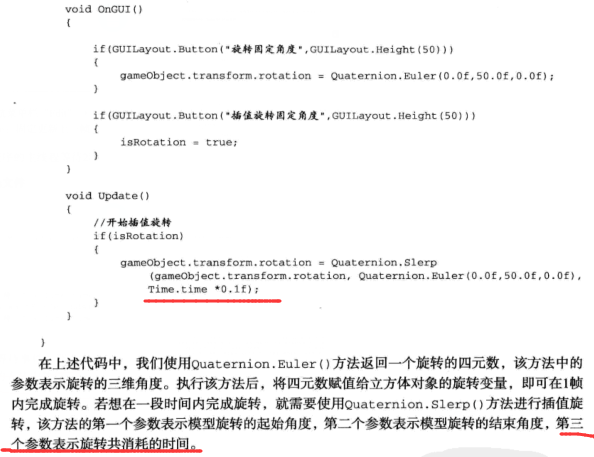 void OnGUI()
{
if(GUILayout.Button("旋转固定角度",GUILayout.Height(50)))
{
gameObject.transform.rotation = Quaternion.Euler(0.0f,50.0f,0.0f);
}
if(GUILayout.Button("插值旋转固定角度",GUILayout.Height(50)))
{
isRotation = true;
}
}
void Update()
{
//开始插值旋转
if(isRotation)
{
gameObject.transform.rotation = Quaternion.Slerp
(gameObject.transform.rotation, Quaternion.Euler(0.0f,50.0f,0.0f),
Time.time *0.1f);
}
}
}
在上述代码中，我们使用Quaternion.Euler()方法返回一个旋转的四元数，该方法中的
参数表示旋转的三维角度。执行该方法后，将四元数赋值给立方体对象的旋转变量，即可在1帧
内完成旋转。若想在一段时间内完成旋转，就需要使用Quaternion.Slerp()方法进行插值旋
转，该方法的第一个参数表示模型旋转的起始角度，第二个参数表示模型旋转的结束角度，第三
个参数表示旋转共消耗的时间。